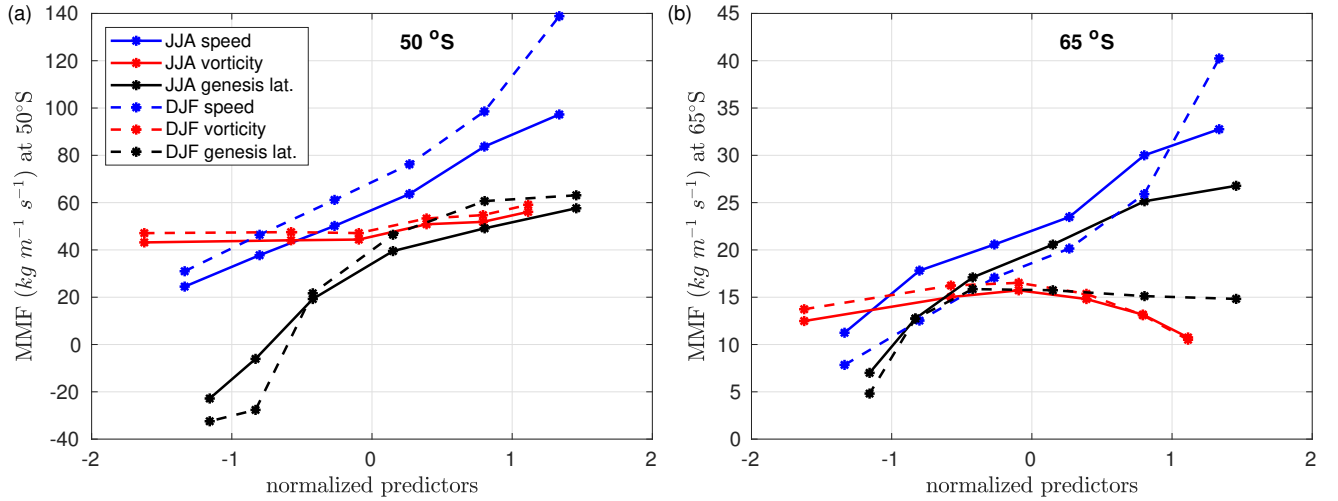 (a)
50 °S
MMF (kg m⁻¹ s⁻¹) at 50°S
140
120
100
80
60
40
20
0
-20
-40
JJA speed
JJA vorticity
JJA genesis lat.
DJF speed
DJF vorticity
DJF genesis lat.
-2
-1
0
1
2
normalized predictors
(b)
65 °S
MMF (kg m⁻¹ s⁻¹) at 65°S
45
40
35
30
25
20
15
10
5
0
-2
-1
0
1
2
normalized predictors